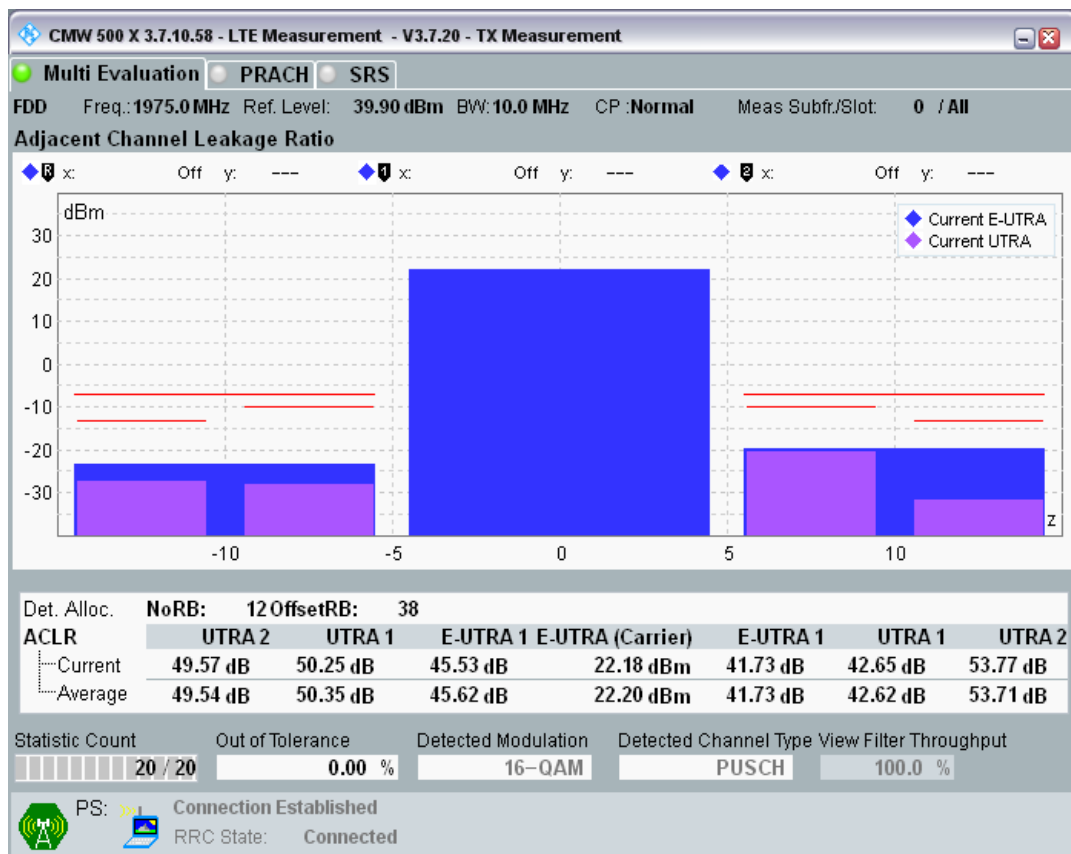 CMW 500 X 3.7.10.58 - LTE Measurement - V3.7.20 - TX Measurement
Multi Evaluation PRACH SRS
FDD Freq.: 1975.0 MHz Ref. Level: 39.90 dBm BW: 10.0 MHz CP :Normal Meas Subfr./Slot: 0 / All
Adjacent Channel Leakage Ratio
R x: Off y: --- 1 x: Off y: --- 2 x: Off y: ---
dBm
Current E-UTRA
Current UTRA
30
20
10
0
-10
-20
-30
z
-10 -5 0 5 10
Det. Alloc. NoRB: 12 OffsetRB: 38
ACLR UTRA 2 UTRA 1 E-UTRA 1 E-UTRA (Carrier) E-UTRA 1 UTRA 1 UTRA 2
Current 49.57 dB 50.25 dB 45.53 dB 22.18 dBm 41.73 dB 42.65 dB 53.77 dB
Average 49.54 dB 50.35 dB 45.62 dB 22.20 dBm 41.73 dB 42.62 dB 53.71 dB
Statistic Count Out of Tolerance Detected Modulation Detected Channel Type View Filter Throughput
20 / 20 0.00 % 16-QAM PUSCH 100.0 %
PS: Connection Established
RRC State: Connected